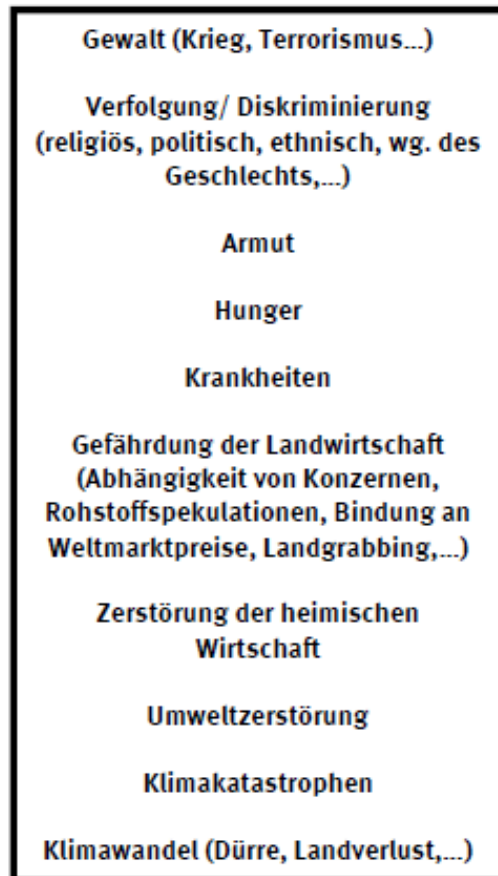 Gewalt (Krieg, Terrorismus...)
Verfolgung/ Diskriminierung
(religiös, politisch, ethnisch, wg. des
Geschlechts,...)
Armut
Hunger
Krankheiten
Gefährdung der Landwirtschaft
(Abhängigkeit von Konzernen,
Rohstoffspekulationen, Bindung an
Weltmarktpreise, Landgrabbing,...)
Zerstörung der heimischen
Wirtschaft
Umweltzerstörung
Klimakatastrophen
Klimawandel (Dürre, Landverlust,...)